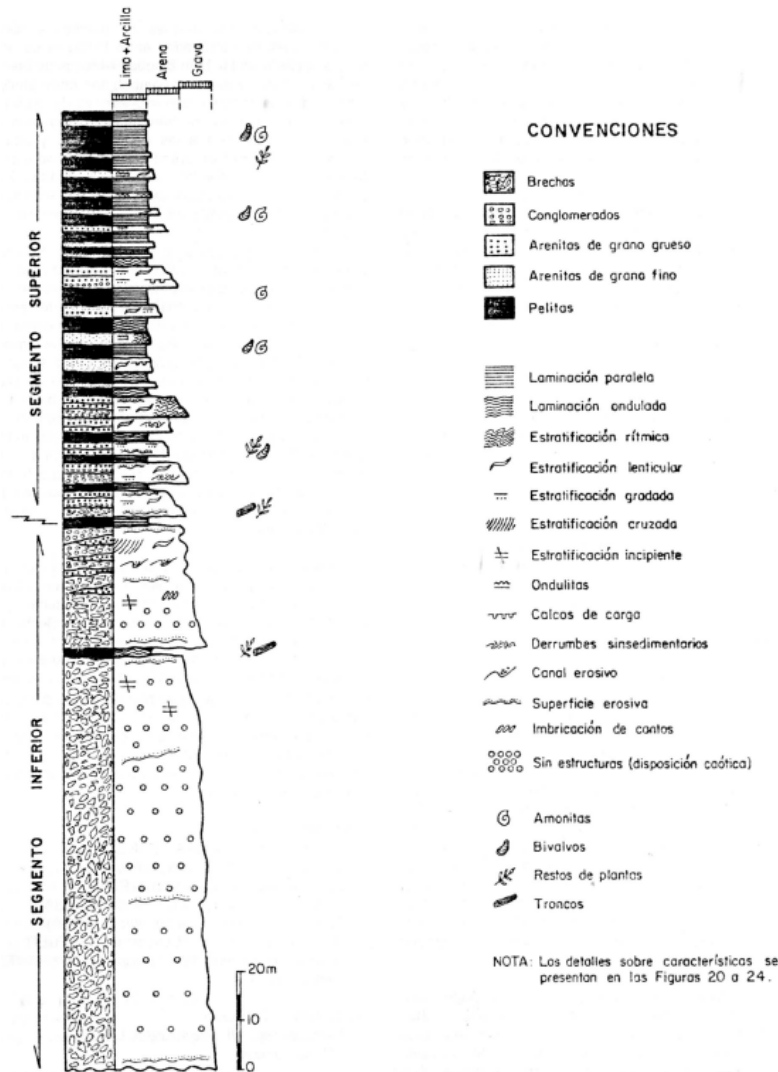 Limo + Arcilla
Arena
Grava
SEGMENTO SUPERIOR
SEGMENTO INFERIOR
20m
10
0
CONVENCIONES
Brechas
Conglomerados
Arenitas de grano grueso
Arenitas de grano fino
Pelitas
Laminación paralela
Laminación ondulada
Estratificación rítmica
Estratificación lenticular
Estratificación gradada
Estratificación cruzada
Estratificación incipiente
Ondulitas
Calcos de carga
Derrumbes sinsedimentarios
Canal erosivo
Superficie erosiva
Imbricación de cantos
Sin estructuras (disposición caótica)
Amonitas
Bivalvos
Restos de plantas
Troncos
NOTA: Los detalles sobre características se
presentan en las Figuras 20 a 24.